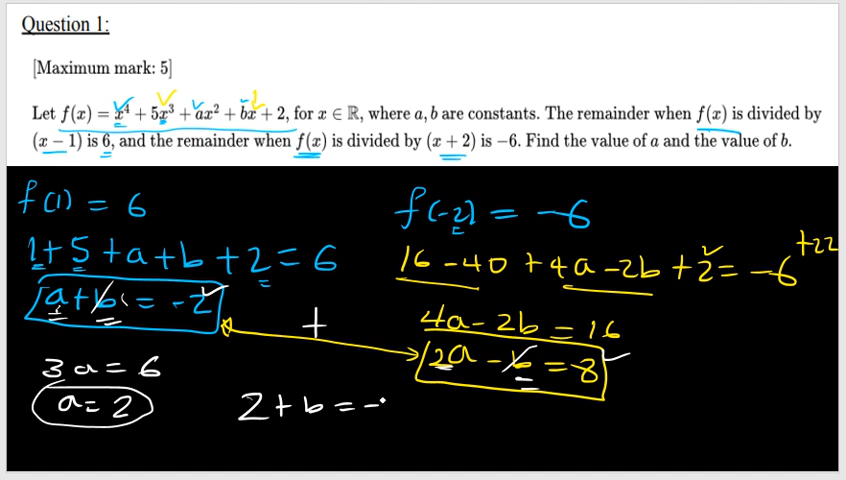 Question 1:
[Maximum mark: 5]
Let f(x) = x⁴ + 5x³ + ax² + bx + 2, for x ∈ ℝ, where a, b are constants. The remainder when f(x) is divided by
(x − 1) is 6, and the remainder when f(x) is divided by (x + 2) is −6. Find the value of a and the value of b.
f(1) = 6
1 + 5 + a + b + 2 = 6
a + b = -2
3a = 6
a = 2
f(-2) = -6
16 - 40 + 4a - 2b + 2 = -6 +22
4a - 2b = 16
2a - b = 8
+
2 + b = -